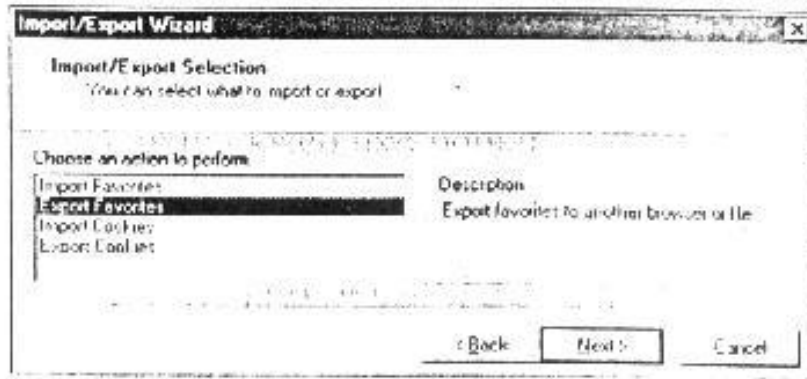 Import/Export Wizard
Import/Export Selection
You can select what to import or export
Choose an action to perform
Import Favorites
Export Favorites
Import Cookies
Export Cookies
Description
Export favorites to another browser or file
< Back
Next >
Cancel